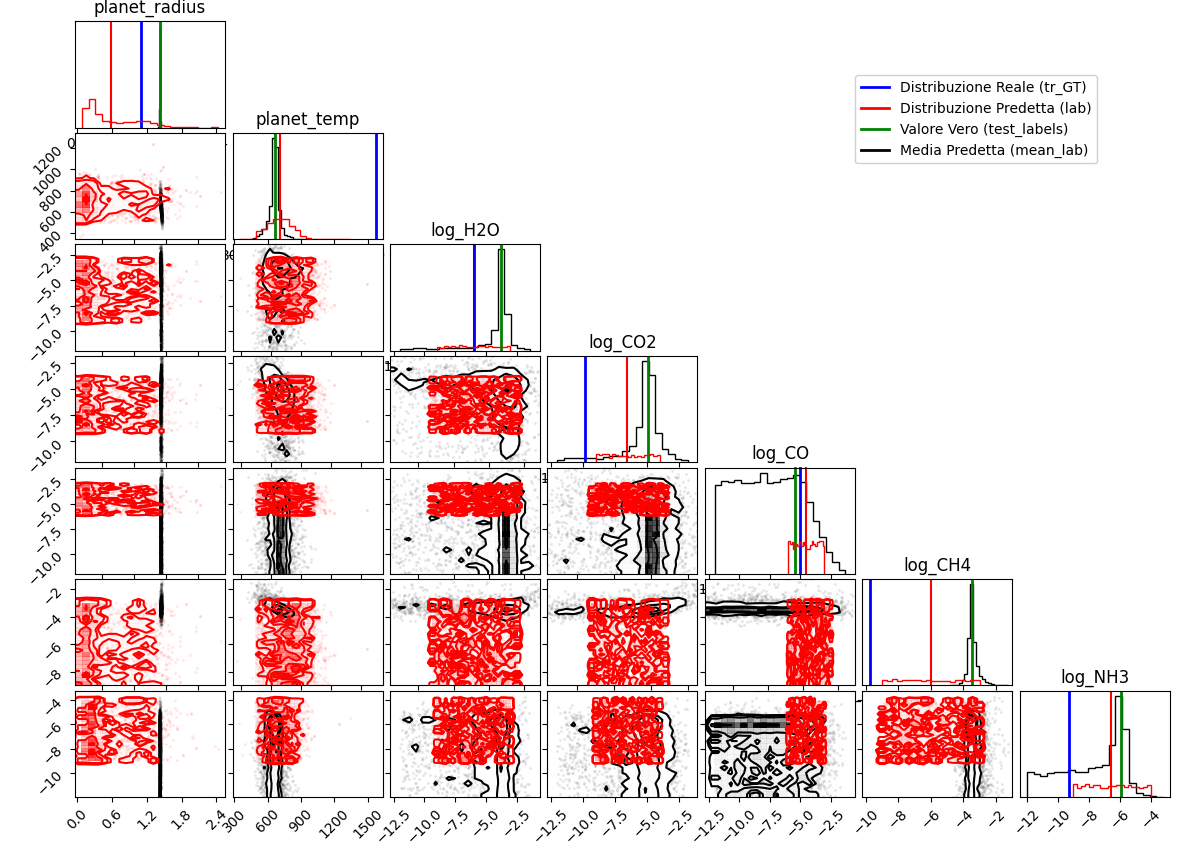 planet_radius
Distribuzione Reale (tr_GT)
Distribuzione Predetta (lab)
Valore Vero (test_labels)
Media Predetta (mean_lab)
planet_temp
1200
1000
800
600
400
log_H2O
−2.5
−5.0
−7.5
−10.0
log_CO2
−2.5
−5.0
−7.5
−10.0
log_CO
−2.5
−5.0
−7.5
−10.0
log_CH4
−2
−4
−6
−8
log_NH3
−4
−6
−8
−10
0.0 0.6 1.2 1.8 2.4 300 600 900 1200 1500 −12.5 −10.0 −7.5 −5.0 −2.5 −12.5 −10.0 −7.5 −5.0 −2.5 −12.5 −10.0 −7.5 −5.0 −2.5 −10 −8 −6 −4 −2 −12 −10 −8 −6 −4